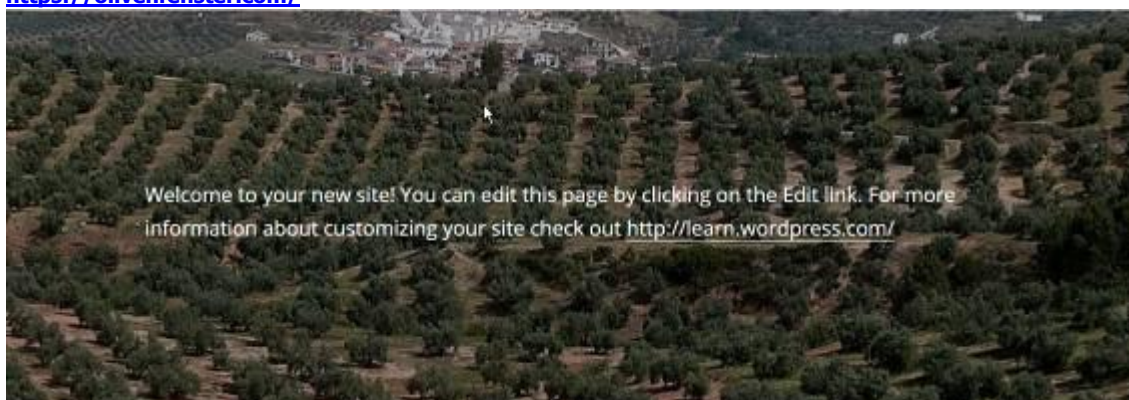 Welcome to your new site! You can edit this page by clicking on the Edit link. For more
information about customizing your site check out http://learn.wordpress.com/